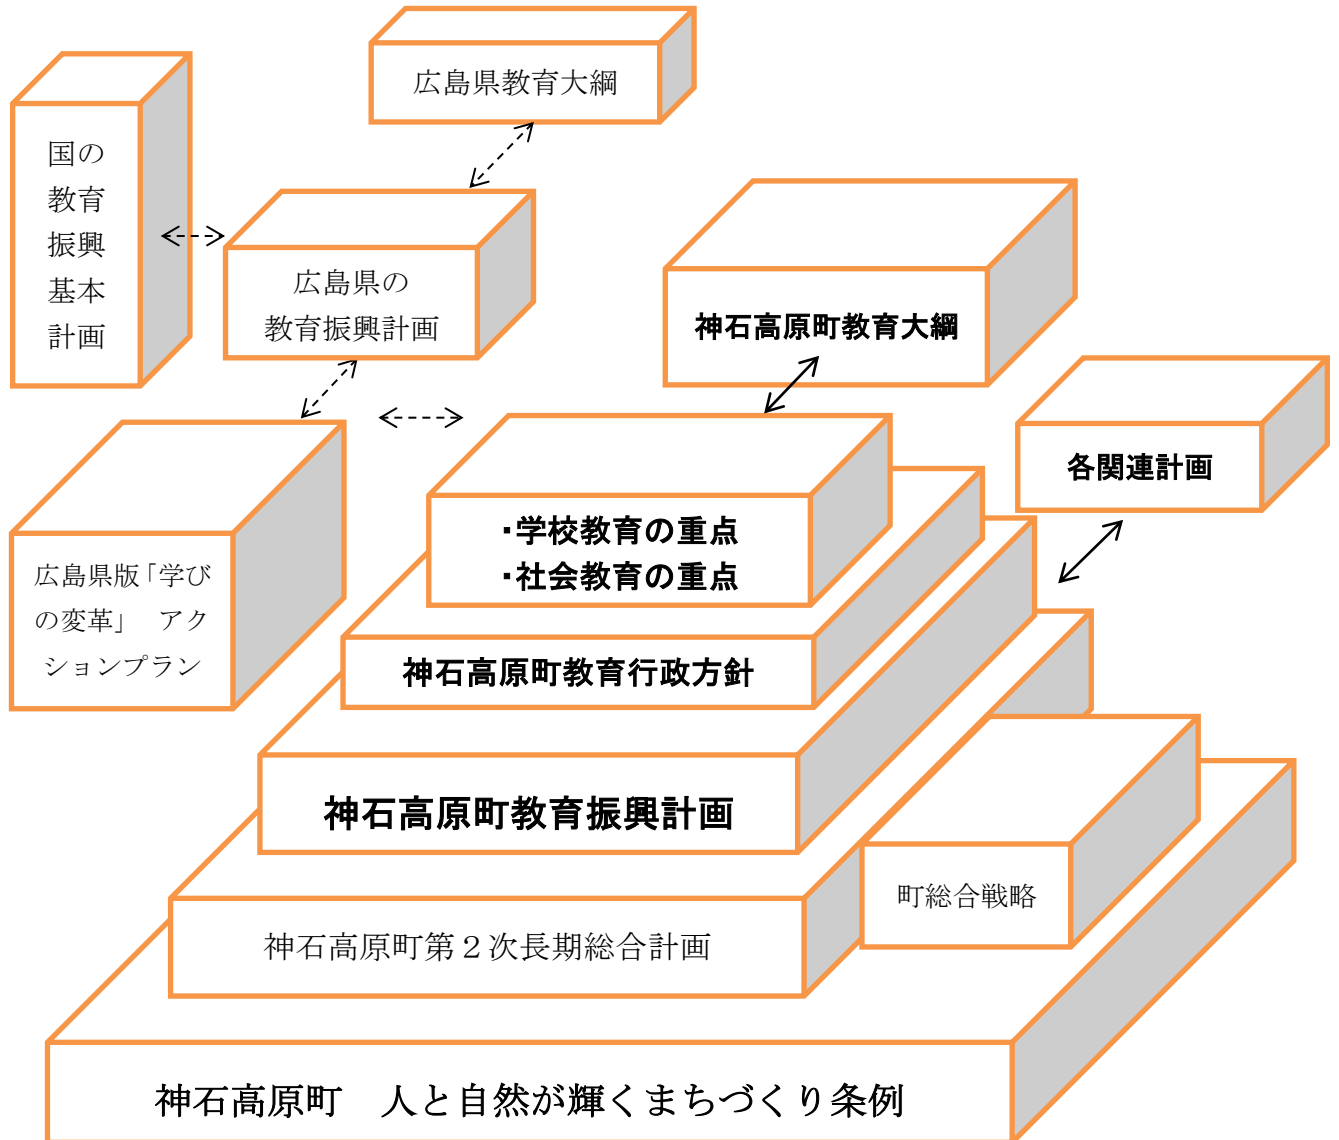 広島県教育大綱
国の
教育
振興
基本
計画
広島県の
教育振興計画
神石高原町教育大綱
各関連計画
・学校教育の重点
・社会教育の重点
広島県版「学び
の変革」　アク
ションプラン
神石高原町教育行政方針
神石高原町教育振興計画
町総合戦略
神石高原町第２次長期総合計画
神石高原町　人と自然が輝くまちづくり条例